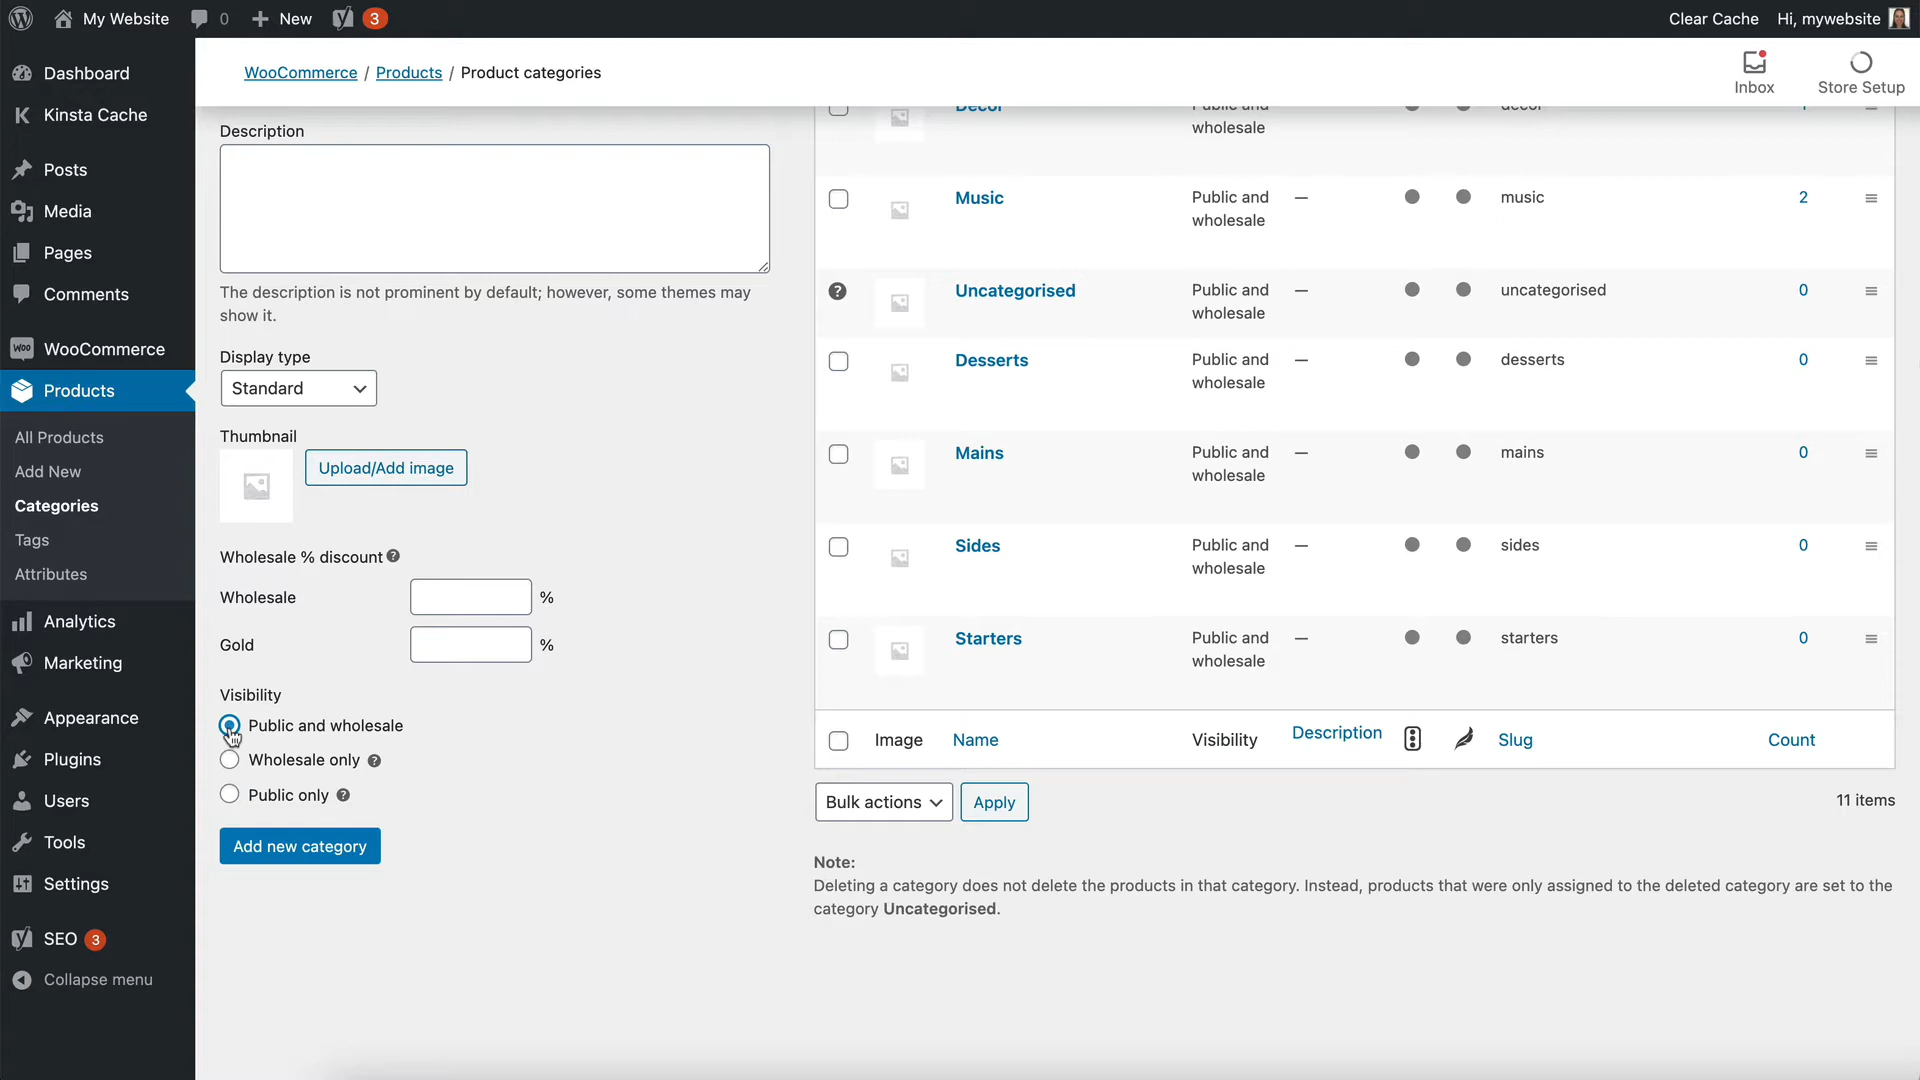 My Website 0 New 3 Clear Cache Hi, mywebsite
Dashboard
Kinsta Cache
Posts
Media
Pages
Comments
WooCommerce
Products
All Products
Add New
Categories
Tags
Attributes
Analytics
Marketing
Appearance
Plugins
Users
Tools
Settings
SEO 3
Collapse menu
WooCommerce / Products / Product categories
Inbox
Store Setup
Description
The description is not prominent by default; however, some themes may
show it.
Display type
Standard
Thumbnail
Upload/Add image
Wholesale % discount ?
Wholesale %
Gold %
Visibility
Public and wholesale
Wholesale only ?
Public only ?
Add new category
Decor Public and decor 1
wholesale
Music Public and — music 2
wholesale
? Uncategorised Public and — uncategorised 0
wholesale
Desserts Public and — desserts 0
wholesale
Mains Public and — mains 0
wholesale
Sides Public and — sides 0
wholesale
Starters Public and — starters 0
wholesale
Image Name Visibility Description Slug Count
Bulk actions Apply 11 items
Note:
Deleting a category does not delete the products in that category. Instead, products that were only assigned to the deleted category are set to the
category Uncategorised.